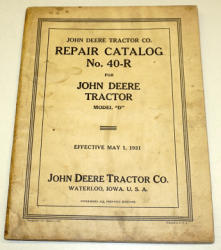 JOHN DEERE TRACTOR CO.
REPAIR CATALOG
No. 40-R
FOR
JOHN DEERE
TRACTOR
MODEL "D"
EFFECTIVE MAY 1, 1931
JOHN DEERE TRACTOR CO.
WATERLOO, IOWA, U. S. A.